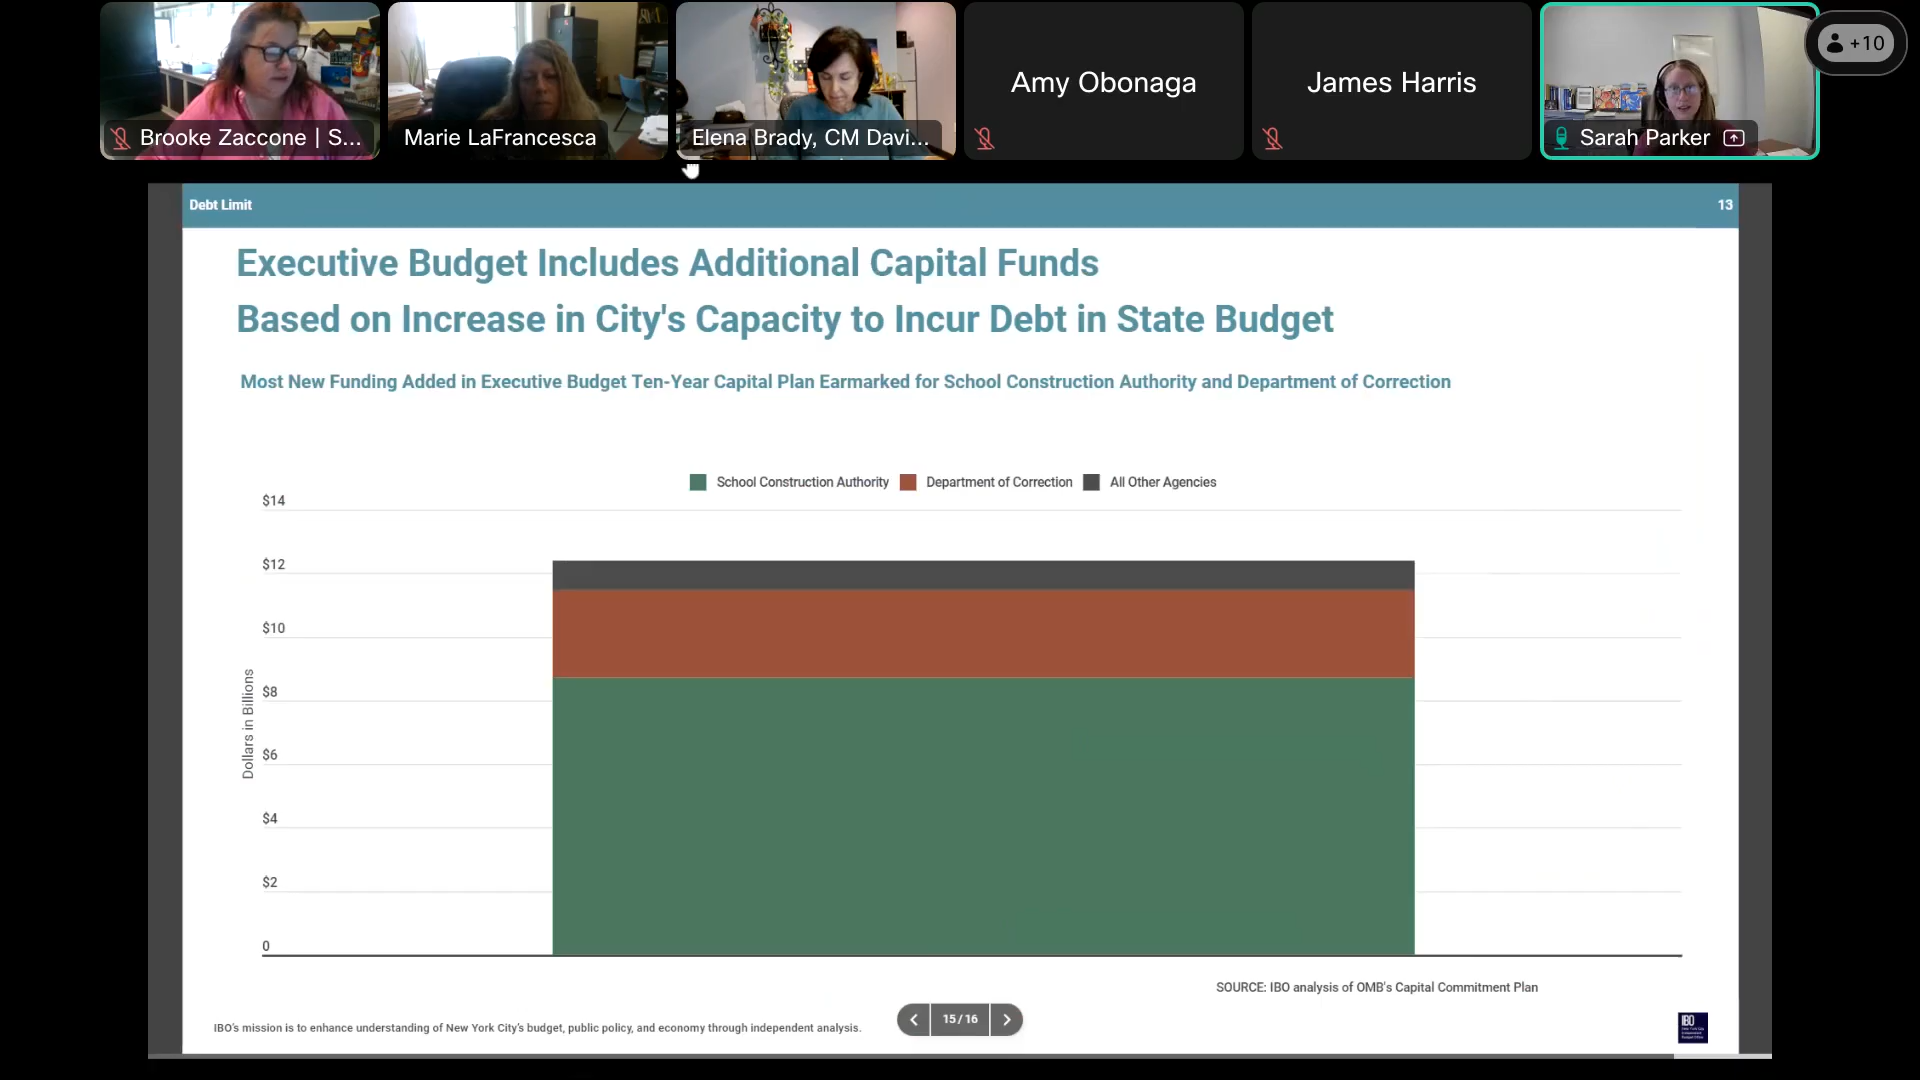 Brooke Zaccone | S...
Marie LaFrancesca
Elena Brady, CM Davi...
Amy Obonaga
James Harris
Sarah Parker
+10
Debt Limit
13
Executive Budget Includes Additional Capital Funds
Based on Increase in City's Capacity to Incur Debt in State Budget
Most New Funding Added in Executive Budget Ten-Year Capital Plan Earmarked for School Construction Authority and Department of Correction
School Construction Authority
Department of Correction
All Other Agencies
$14
$12
$10
$8
$6
$4
$2
0
Dollars in Billions
SOURCE: IBO analysis of OMB's Capital Commitment Plan
IBO's mission is to enhance understanding of New York City's budget, public policy, and economy through independent analysis.
15/16
IBO